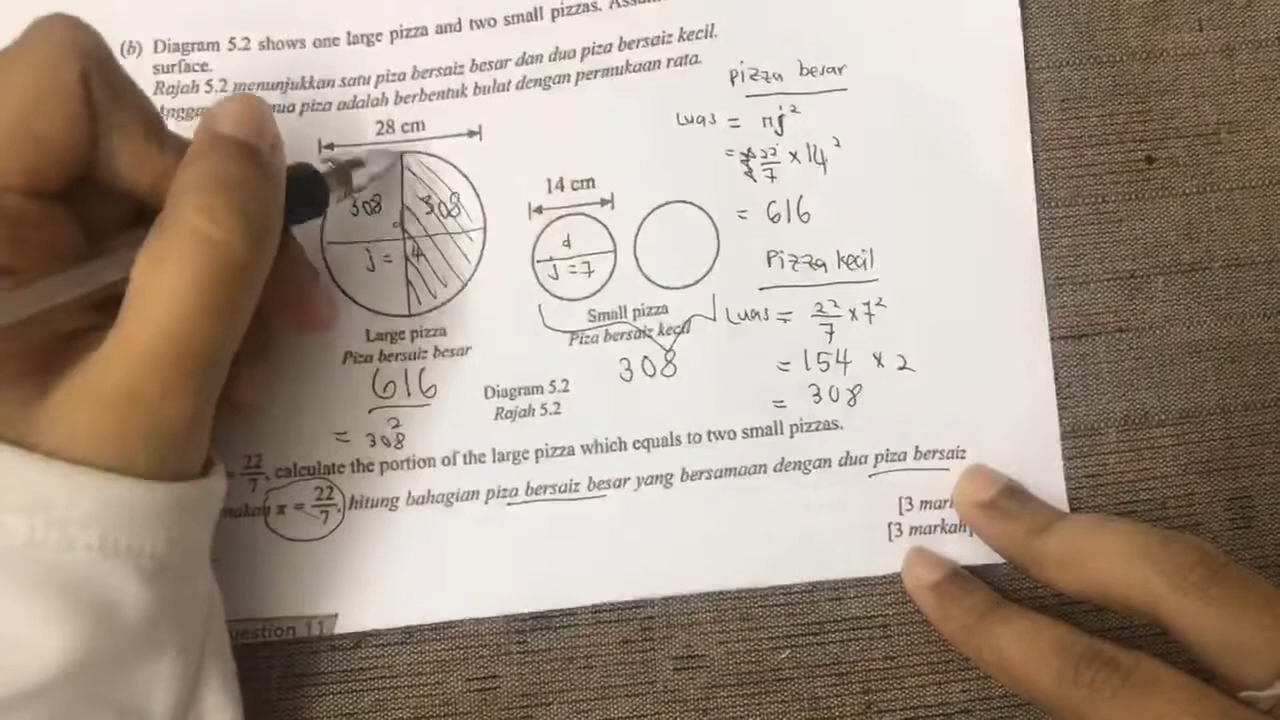 (b) Diagram 5.2 shows one large pizza and two small pizzas.
surface.
Rajah 5.2 menunjukkan satu piza bersaiz besar dan dua piza bersaiz kecil.
piza adalah berbentuk bulat dengan permukaan rata.
28 cm
308 308
j =
Large pizza
Piza bersaiz besar
616
2
= 308
14 cm
d
j = 7
Small pizza
Piza bersaiz kecil
308
Diagram 5.2
Rajah 5.2
Pizza besar
Luas = πj²
= 22/7 × 14²
= 616
Pizza kecil
Luas = 22/7 × 7²
= 154 × 2
= 308
= 22/7, calculate the portion of the large pizza which equals to two small pizzas.
π = 22/7, hitung bahagian piza bersaiz besar yang bersamaan dengan dua piza bersaiz
[3
[3 markah]
11